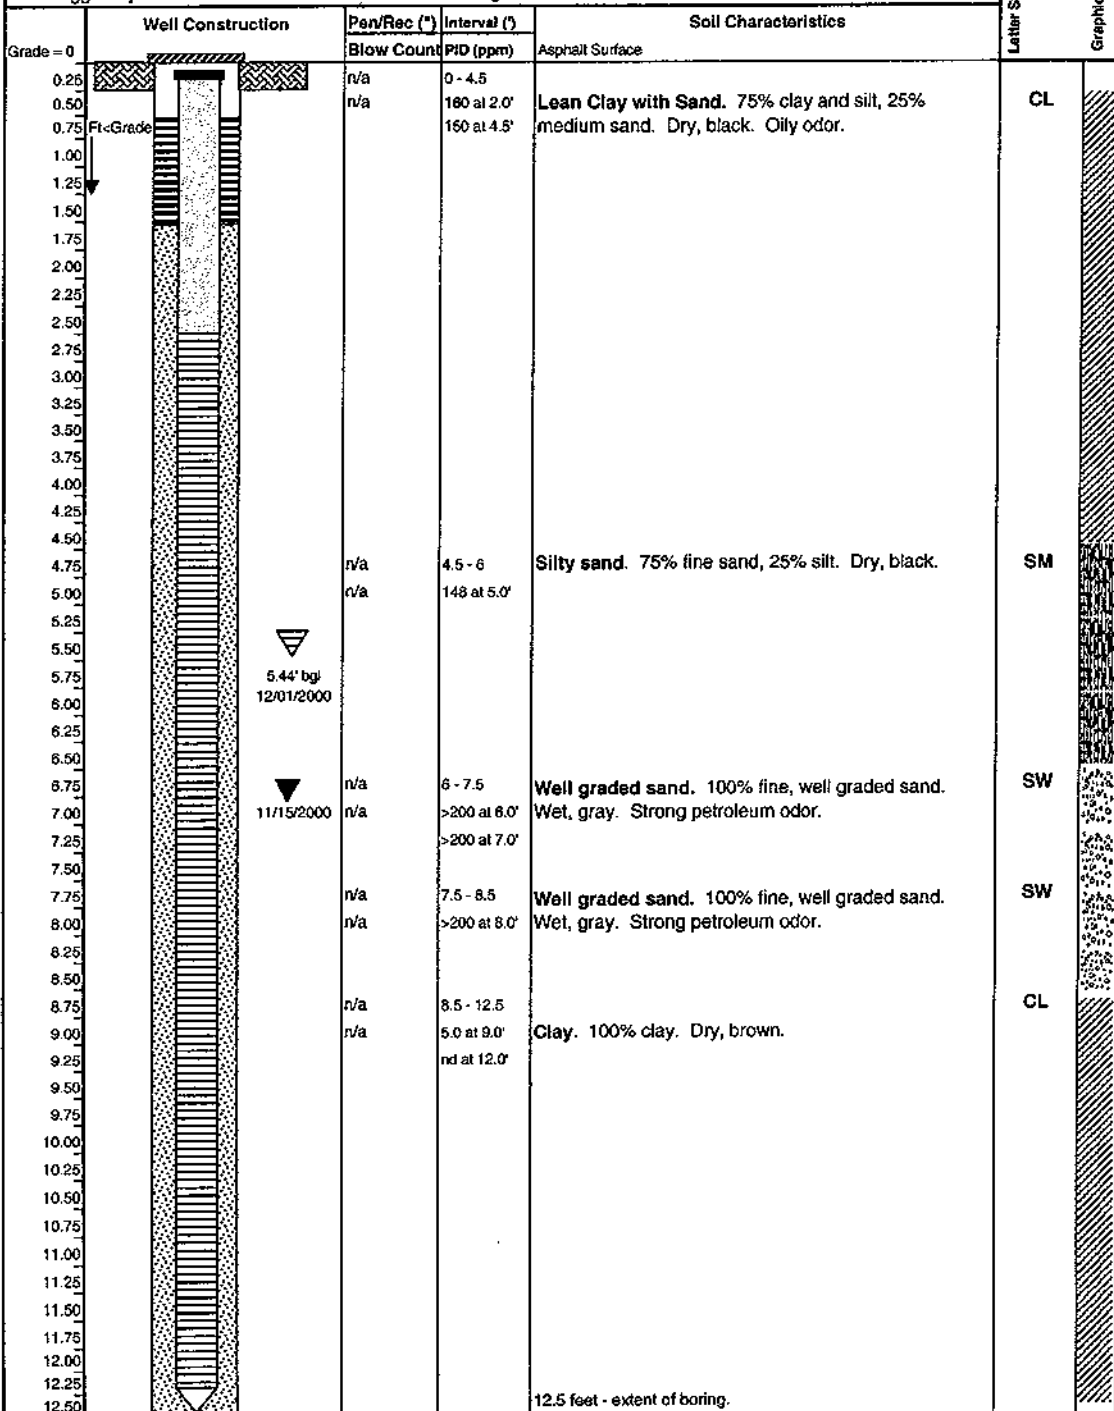 Well Construction Pen/Rec (") Interval (') Soil Characteristics
Letter S
Graphic
Grade = 0 Blow Count PID (ppm) Asphalt Surface
0.25 n/a 0 - 4.5
0.50 n/a 160 at 2.0' Lean Clay with Sand. 75% clay and silt, 25% CL
0.75 Ft<Grade 150 at 4.5' medium sand. Dry, black. Oily odor.
1.00
1.25
1.50
1.75
2.00
2.25
2.50
2.75
3.00
3.25
3.50
3.75
4.00
4.25
4.50
4.75 n/a 4.5 - 6 Silty sand. 75% fine sand, 25% silt. Dry, black. SM
5.00 n/a 148 at 5.0'
5.25
5.50
5.75 5.44' bgl
6.00 12/01/2000
6.25
6.50
6.75 n/a 6 - 7.5 Well graded sand. 100% fine, well graded sand. SW
7.00 11/15/2000 n/a >200 at 6.0' Wet, gray. Strong petroleum odor.
7.25 >200 at 7.0'
7.50
7.75 n/a 7.5 - 8.5 Well graded sand. 100% fine, well graded sand. SW
8.00 n/a >200 at 8.0' Wet, gray. Strong petroleum odor.
8.25
8.50
8.75 n/a 8.5 - 12.5 CL
9.00 n/a 5.0 at 9.0' Clay. 100% clay. Dry, brown.
9.25 nd at 12.0'
9.50
9.75
10.00
10.25
10.50
10.75
11.00
11.25
11.50
11.75
12.00
12.25
12.50 12.5 feet - extent of boring.